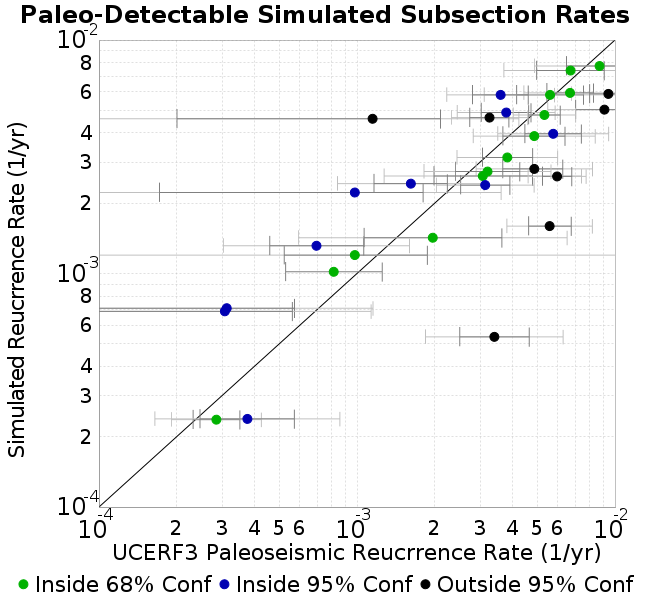 Paleo-Detectable Simulated Subsection Rates
Simulated Reucrrence Rate (1/yr)
10-2
8
6
4
3
2
10-3
8
6
4
3
2
10-4
10-4 2 3 4 5 6 10-3 2 3 4 5 6 10-2
UCERF3 Paleoseismic Reucrrence Rate (1/yr)
Inside 68% Conf Inside 95% Conf Outside 95% Conf